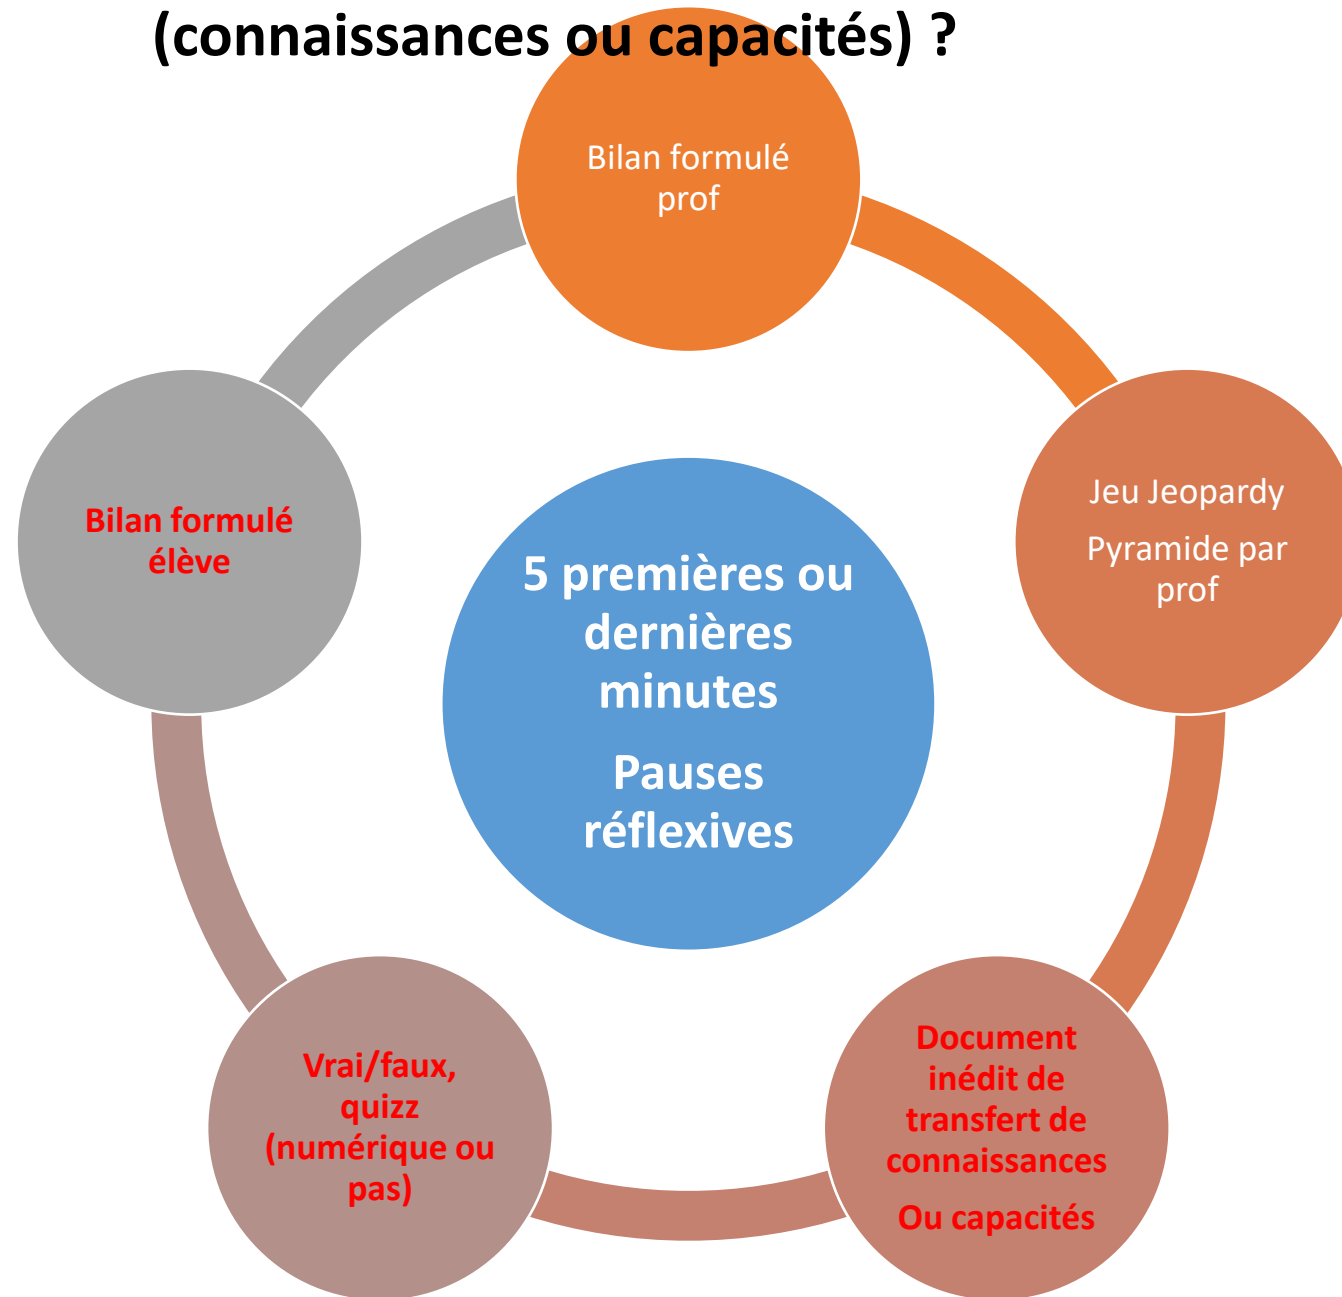 (connaissances ou capacités) ?
Bilan formulé
prof
Jeu Jeopardy
Pyramide par
prof
Document
inédit de
transfert de
connaissances
Ou capacités
Vrai/faux,
quizz
(numérique ou
pas)
Bilan formulé
élève
5 premières ou
dernières
minutes
Pauses
réflexives